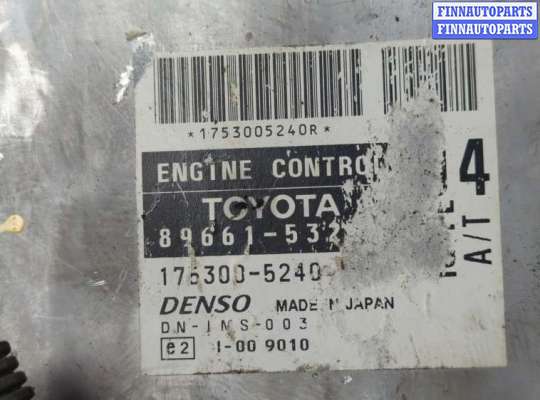 FINNAUTOPARTS
FINNAUTOPARTS
*1753005240R*
ENGINE CONTRO
4
TOYOTA
89661-532
A/T
175300-5240
DENSO MADE IN JAPAN
DN-INS-003
e2 I-00 9010